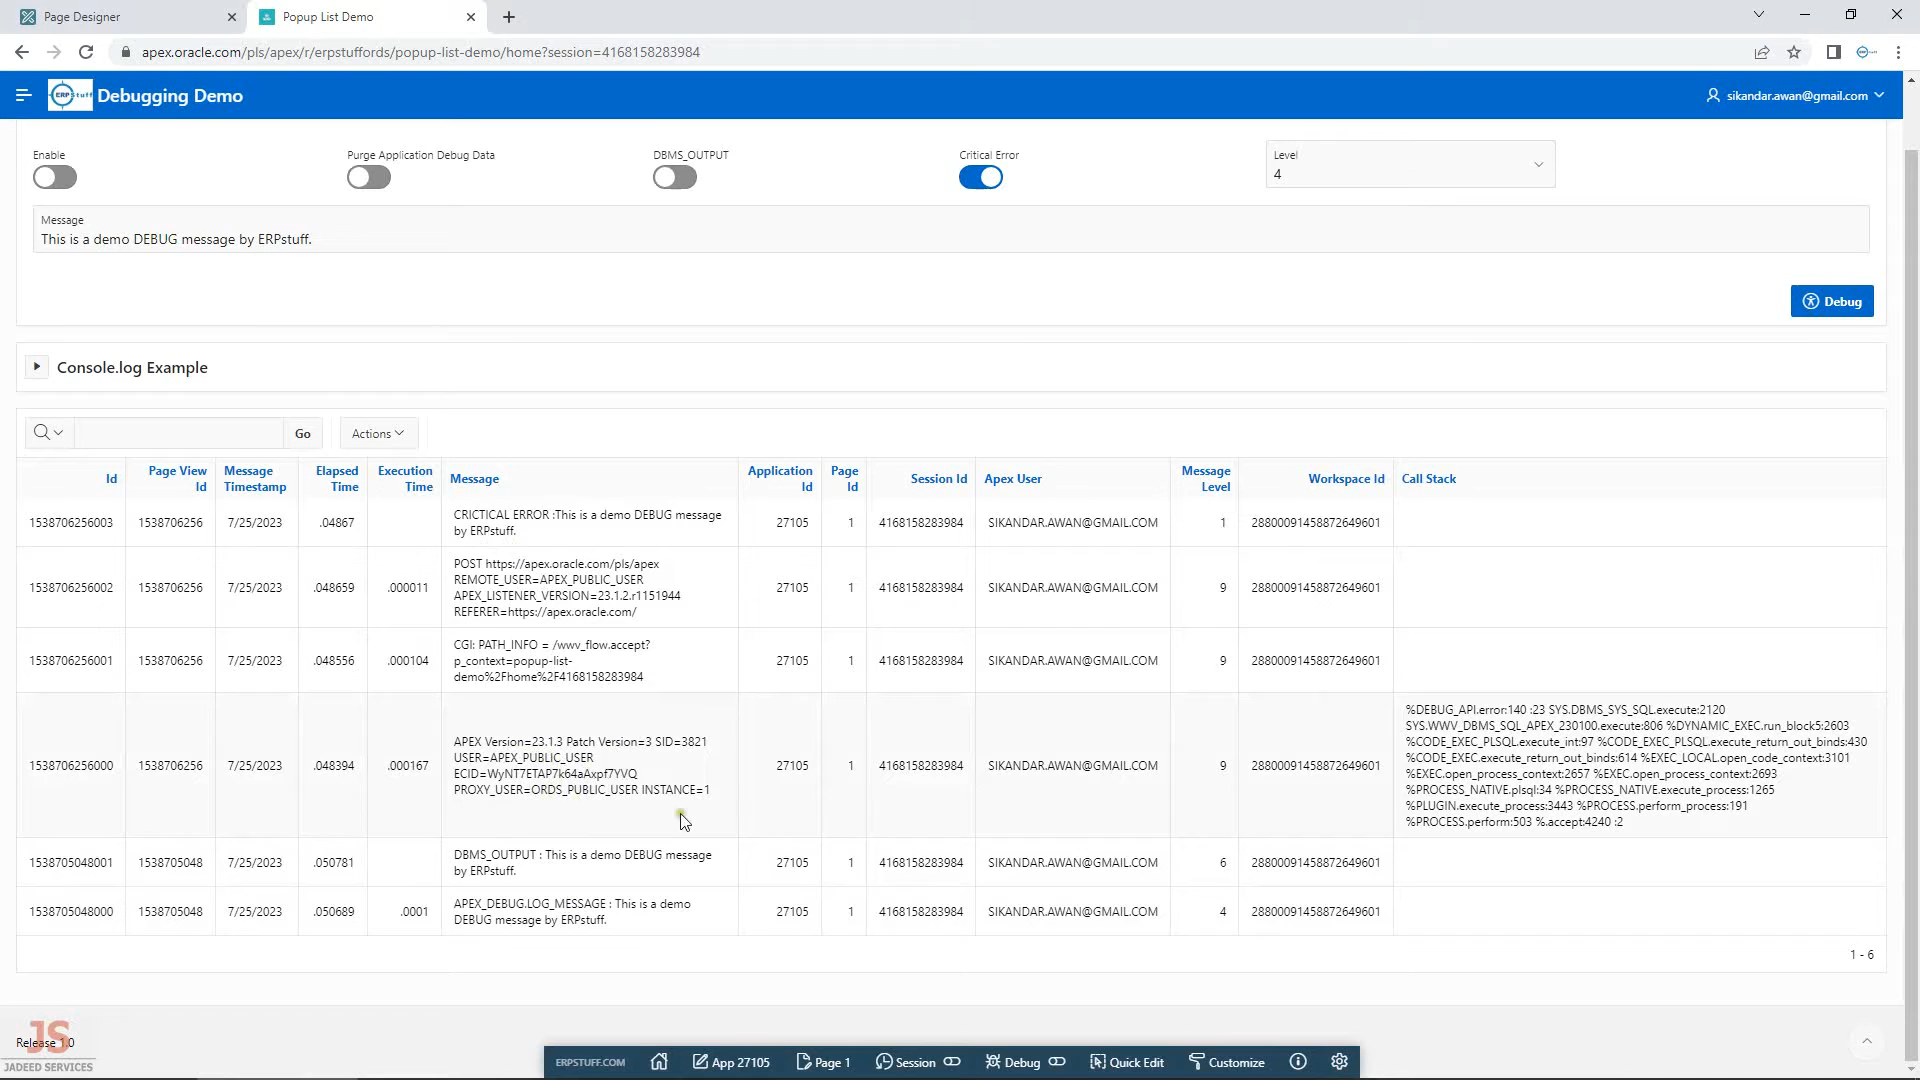 Page Designer
Popup List Demo
apex.oracle.com/pls/apex/r/erpstuffords/popup-list-demo/home?session=4168158283984
ERPstuff
Debugging Demo
sikandar.awan@gmail.com
Enable
Purge Application Debug Data
DBMS_OUTPUT
Critical Error
Level
4
Message
This is a demo DEBUG message by ERPstuff.
Debug
Console.log Example
Go
Actions
Id
Page View Id
Message Timestamp
Elapsed Time
Execution Time
Message
Application Id
Page Id
Session Id
Apex User
Message Level
Workspace Id
Call Stack
1538706256003 1538706256 7/25/2023 .04867
CRICTICAL ERROR :This is a demo DEBUG message
by ERPstuff.
27105 1 4168158283984 SIKANDAR.AWAN@GMAIL.COM 1 28800091458872649601
1538706256002 1538706256 7/25/2023 .048659 .000011
POST https://apex.oracle.com/pls/apex
REMOTE_USER=APEX_PUBLIC_USER
APEX_LISTENER_VERSION=23.1.2.r1151944
REFERER=https://apex.oracle.com/
27105 1 4168158283984 SIKANDAR.AWAN@GMAIL.COM 9 28800091458872649601
1538706256001 1538706256 7/25/2023 .048556 .000104
CGI: PATH_INFO = /wwv_flow.accept?
p_context=popup-list-
demo%2Fhome%2F4168158283984
27105 1 4168158283984 SIKANDAR.AWAN@GMAIL.COM 9 28800091458872649601
1538706256000 1538706256 7/25/2023 .048394 .000167
APEX Version=23.1.3 Patch Version=3 SID=3821
USER=APEX_PUBLIC_USER
ECID=WyNT7ETAP7k64aAxpf7YVQ
PROXY_USER=ORDS_PUBLIC_USER INSTANCE=1
27105 1 4168158283984 SIKANDAR.AWAN@GMAIL.COM 9 28800091458872649601
%DEBUG_API.error:140 :23 SYS.DBMS_SYS_SQL.execute:2120
SYS.WWV_DBMS_SQL_APEX_230100.execute:806 %DYNAMIC_EXEC.run_block5:2603
%CODE_EXEC_PLSQL.execute_int:97 %CODE_EXEC_PLSQL.execute_return_out_binds:430
%CODE_EXEC.execute_return_out_binds:614 %EXEC_LOCAL.open_code_context:3101
%EXEC.open_process_context:2657 %EXEC.open_process_context:2693
%PROCESS_NATIVE.plsql:34 %PROCESS_NATIVE.execute_process:1265
%PLUGIN.execute_process:3443 %PROCESS.perform_process:191
%PROCESS.perform:503 %.accept:4240 :2
1538705048001 1538705048 7/25/2023 .050781
DBMS_OUTPUT : This is a demo DEBUG message
by ERPstuff.
27105 1 4168158283984 SIKANDAR.AWAN@GMAIL.COM 6 28800091458872649601
1538705048000 1538705048 7/25/2023 .050689 .0001
APEX_DEBUG.LOG_MESSAGE : This is a demo
DEBUG message by ERPstuff.
27105 1 4168158283984 SIKANDAR.AWAN@GMAIL.COM 4 28800091458872649601
1 - 6
Release 1.0
JS
JADEED SERVICES
ERPSTUFF.COM
App 27105
Page 1
Session
Debug
Quick Edit
Customize